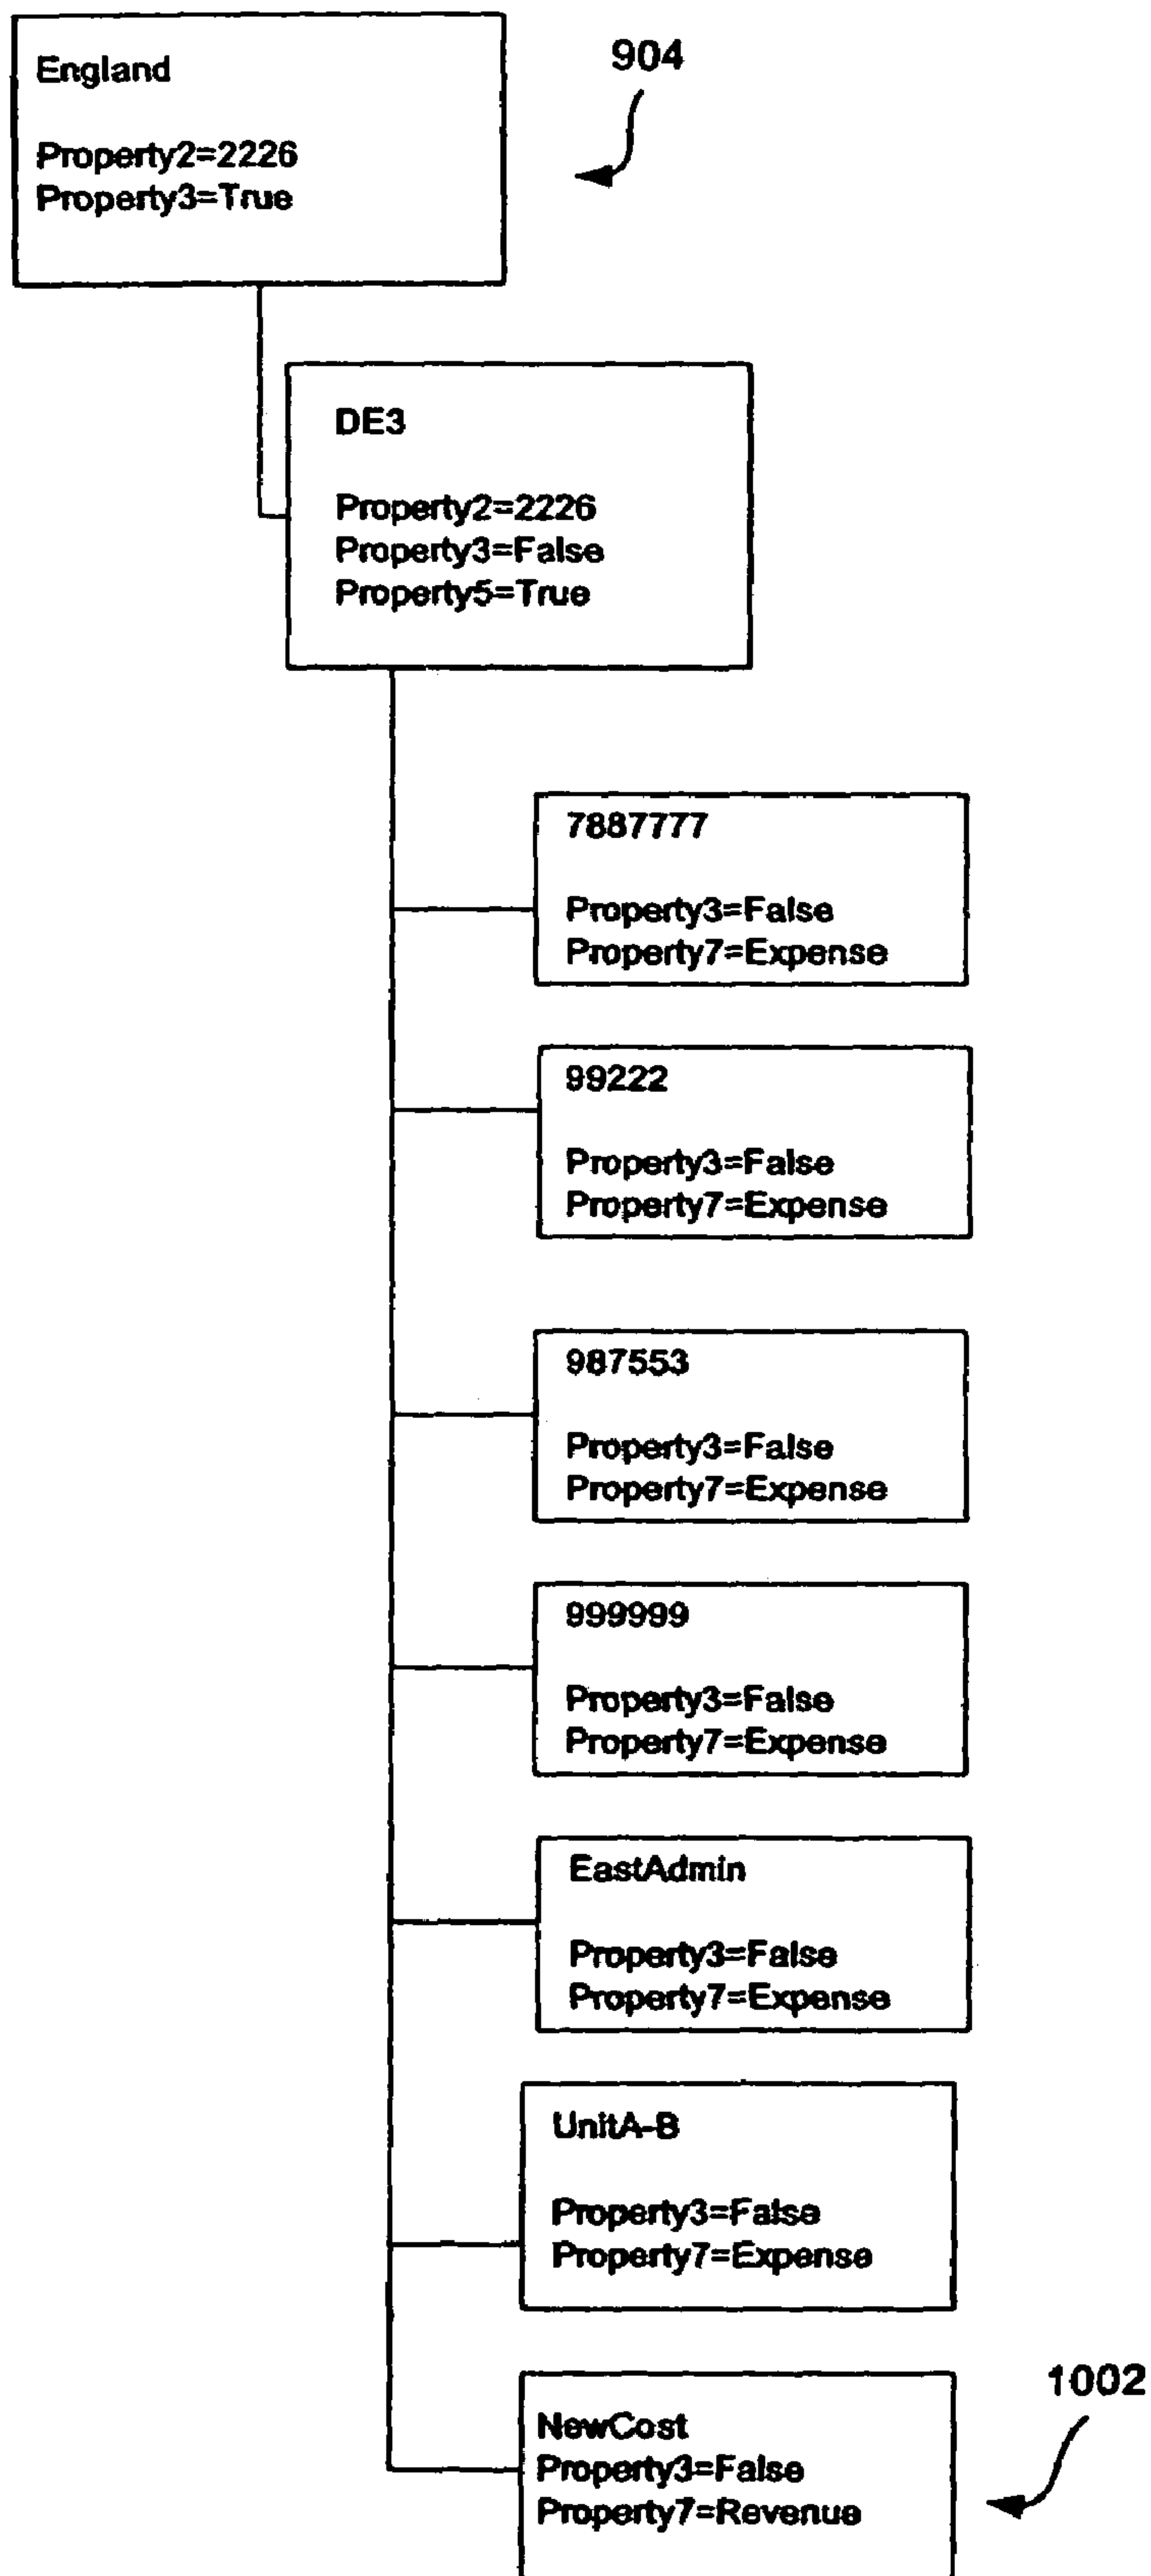 England
904
Property2=2226
Property3=True
DE3
Property2=2226
Property3=False
Property5=True
7887777
Property3=False
Property7=Expense
99222
Property3=False
Property7=Expense
987553
Property3=False
Property7=Expense
999999
Property3=False
Property7=Expense
EastAdmin
Property3=False
Property7=Expense
UnitA-B
Property3=False
Property7=Expense
1002
NewCost
Property3=False
Property7=Revenue